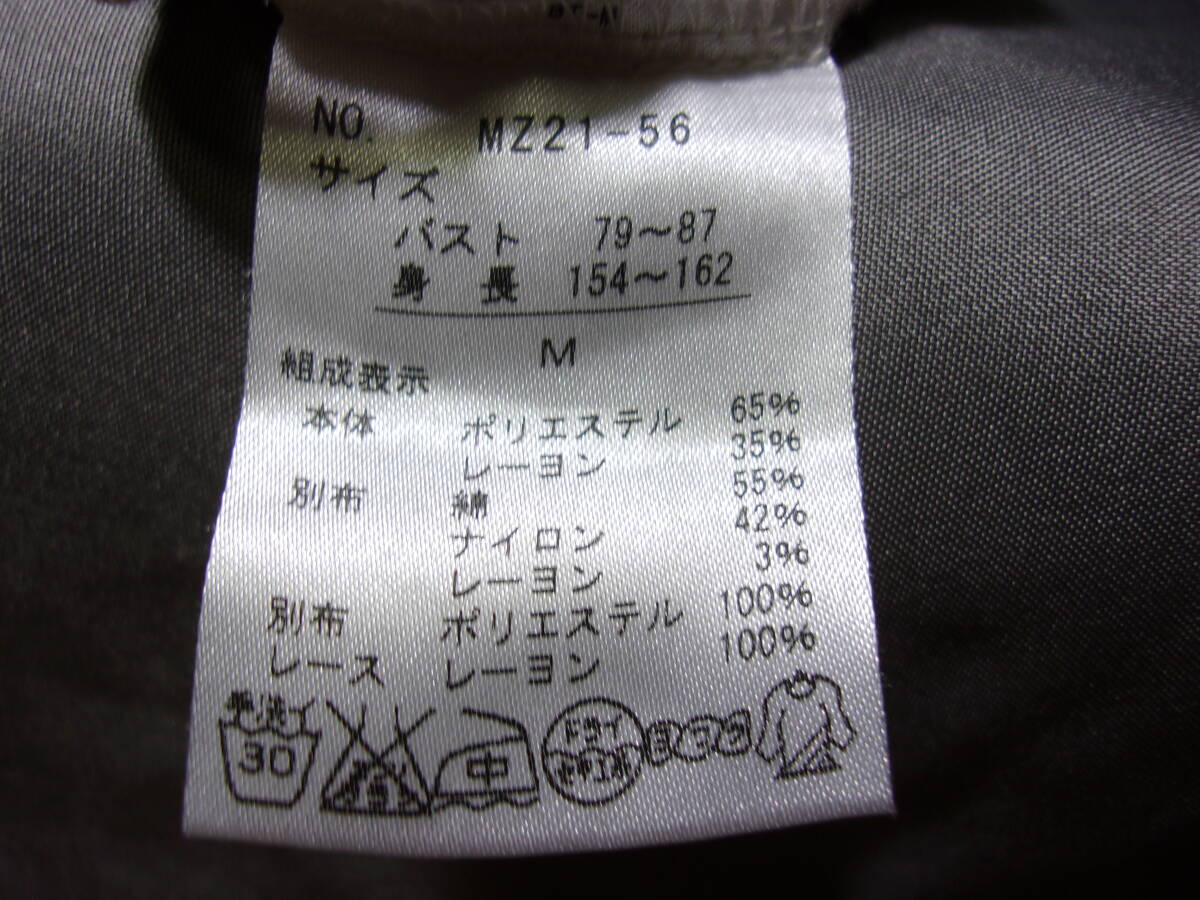 NO. MZ21-56
サイズ
バスト 79〜87
身長 154〜162
M
組成表示
本体 ポリエステル 65%
レーヨン 35%
別布 綿 55%
ナイロン 42%
レーヨン 3%
別布 ポリエステル 100%
レース レーヨン 100%
手洗イ
30
中
ドライ